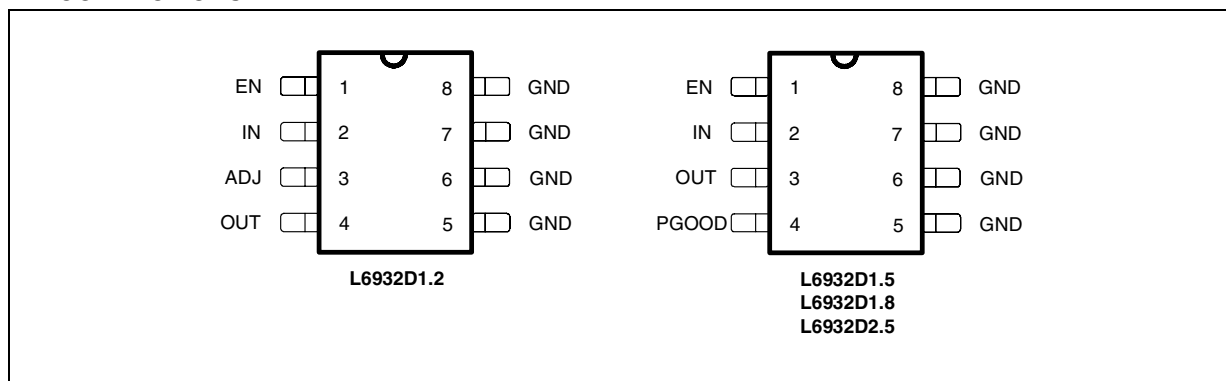 EN 1 8 GND
IN 2 7 GND
ADJ 3 6 GND
OUT 4 5 GND
L6932D1.2
EN 1 8 GND
IN 2 7 GND
OUT 3 6 GND
PGOOD 4 5 GND
L6932D1.5
L6932D1.8
L6932D2.5